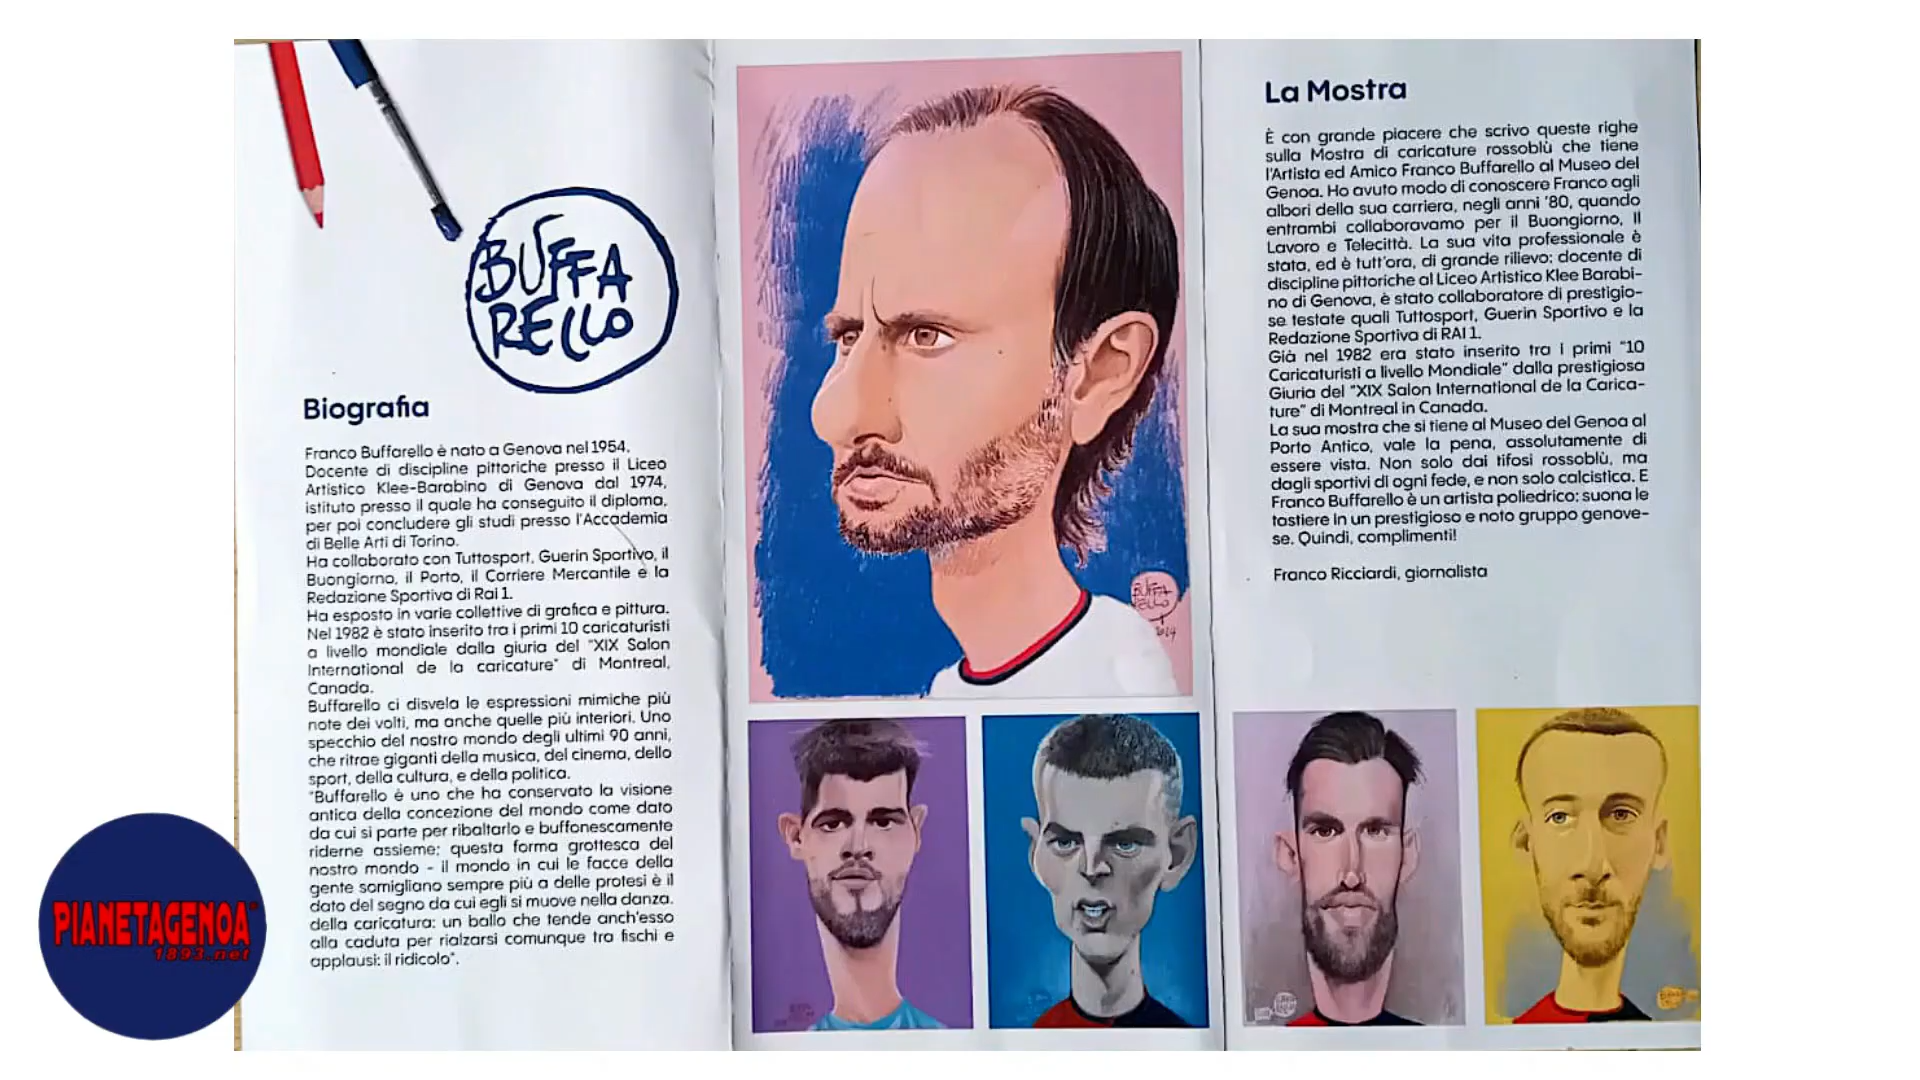 BUFFA
RELLO
Biografia
Franco Buffarello è nato a Genova nel 1954.
Docente di discipline pittoriche presso il Liceo
Artistico Klee-Barabino di Genova dal 1974,
istituto presso il quale ha conseguito il diploma,
per poi concludere gli studi presso l'Accademia
di Belle Arti di Torino.
Ha collaborato con Tuttosport, Guerin Sportivo, il
Buongiorno, il Porto, il Corriere Mercantile e la
Redazione Sportiva di Rai 1.
Ha esposto in varie collettive di grafica e pittura.
Nel 1982 è stato inserito tra i primi 10 caricaturisti
a livello mondiale dalla giuria del "XIX Salon
International de la caricature" di Montreal,
Canada.
Buffarello ci disvela le espressioni mimiche più
note dei volti, ma anche quelle più interiori. Uno
specchio del nostro mondo degli ultimi 90 anni,
che ritrae giganti della musica, del cinema, dello
sport, della cultura, e della politica.
"Buffarello è uno che ha conservato la visione
antica della concezione del mondo come dato
da cui si parte per ribaltarlo e buffonescamente
riderne assieme; questa forma grottesca del
nostro mondo - il mondo in cui le facce della
gente somigliano sempre più a delle protesi è il
dato del segno da cui egli si muove nella danza.
della caricatura: un ballo che tende anch'esso
alla caduta per rialzarsi comunque tra fischi e
applausi: il ridicolo".
BUFFA
RELLO
2024
La Mostra
È con grande piacere che scrivo queste righe
sulla Mostra di caricature rossoblù che tiene
l'Artista ed Amico Franco Buffarello al Museo del
Genoa. Ho avuto modo di conoscere Franco agli
albori della sua carriera, negli anni '80, quando
entrambi collaboravamo per il Buongiorno, Il
Lavoro e Telecittà. La sua vita professionale è
stata, ed è tutt'ora, di grande rilievo: docente di
discipline pittoriche al Liceo Artistico Klee Barabi-
no di Genova, è stato collaboratore di prestigio-
se testate quali Tuttosport, Guerin Sportivo e la
Redazione Sportiva di RAI 1.
Già nel 1982 era stato inserito tra i primi "10
Caricaturisti a livello Mondiale" dalla prestigiosa
Giuria del "XIX Salon International de la Carica-
ture" di Montreal in Canada.
La sua mostra che si tiene al Museo del Genoa al
Porto Antico, vale la pena, assolutamente di
essere vista. Non solo dai tifosi rossoblù, ma
dagli sportivi di ogni fede, e non solo calcistica. E
Franco Buffarello è un artista poliedrico: suona le
tastiere in un prestigioso e noto gruppo genove-
se. Quindi, complimenti!
Franco Ricciardi, giornalista
PIANETAGENOA
1893.net